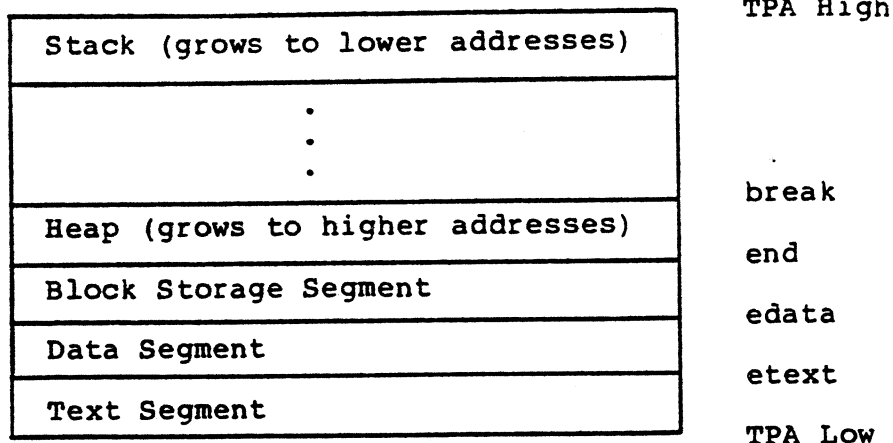 TPA High
Stack (grows to lower addresses)
.
.
.
break
Heap (grows to higher addresses)
end
Block Storage Segment
edata
Data Segment
etext
Text Segment
TPA Low